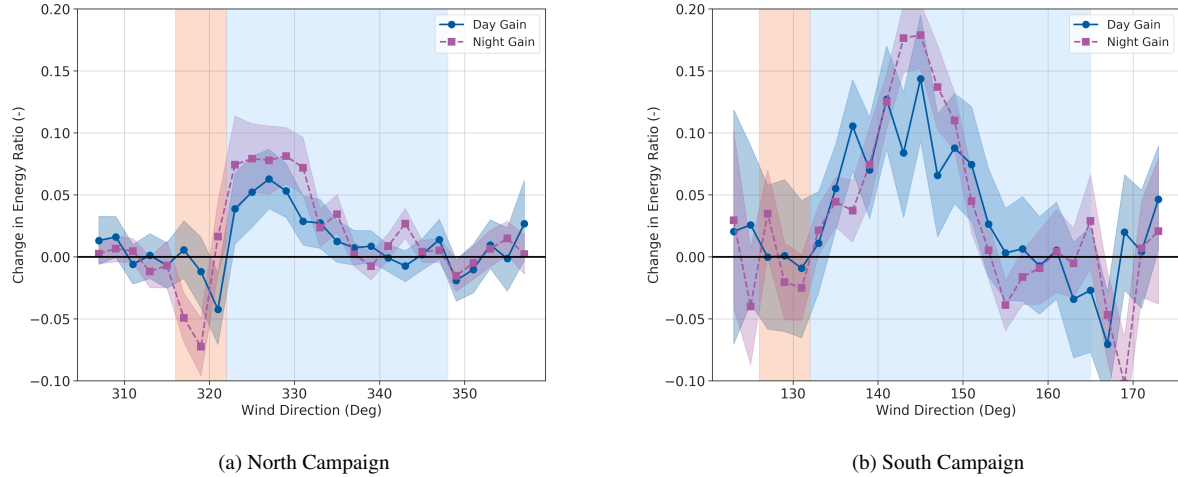 0.20
0.15
0.10
0.05
0.00
−0.05
−0.10
Change in Energy Ratio (-)
Day Gain
Night Gain
310
320
330
340
350
Wind Direction (Deg)
(a) North Campaign
0.20
0.15
0.10
0.05
0.00
−0.05
−0.10
Change in Energy Ratio (-)
Day Gain
Night Gain
130
140
150
160
170
Wind Direction (Deg)
(b) South Campaign